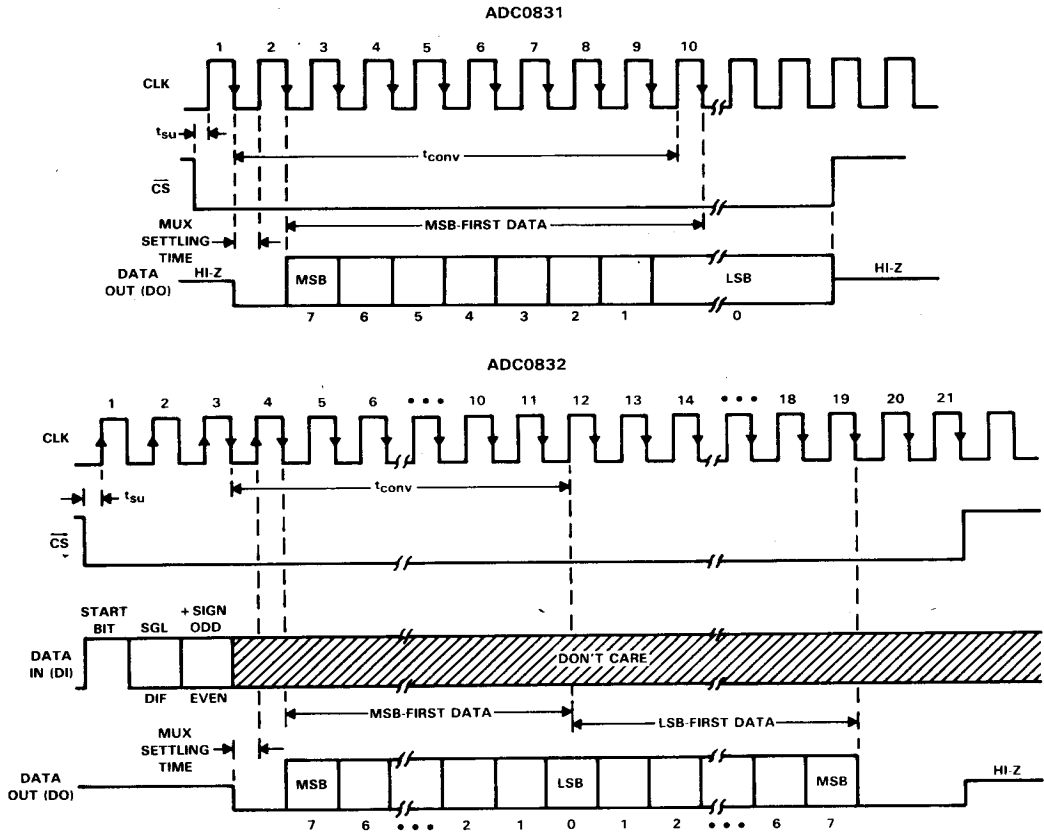 ADC0831
1 2 3 4 5 6 7 8 9 10
CLK
tsu
tconv
CS
MUX
SETTLING
TIME
MSB-FIRST DATA
DATA
OUT (DO)
HI-Z
MSB
LSB
HI-Z
7 6 5 4 3 2 1 0
ADC0832
1 2 3 4 5 6 • • • 10 11 12 13 14 • • • 18 19 20 21
CLK
tsu
tconv
CS
START
BIT
SGL
+ SIGN
ODD
DATA
IN (DI)
DON'T CARE
DIF
EVEN
MSB-FIRST DATA
LSB-FIRST DATA
MUX
SETTLING
TIME
DATA
OUT (DO)
MSB
LSB
MSB
HI-Z
7 6 • • • 2 1 0 1 2 • • • 6 7